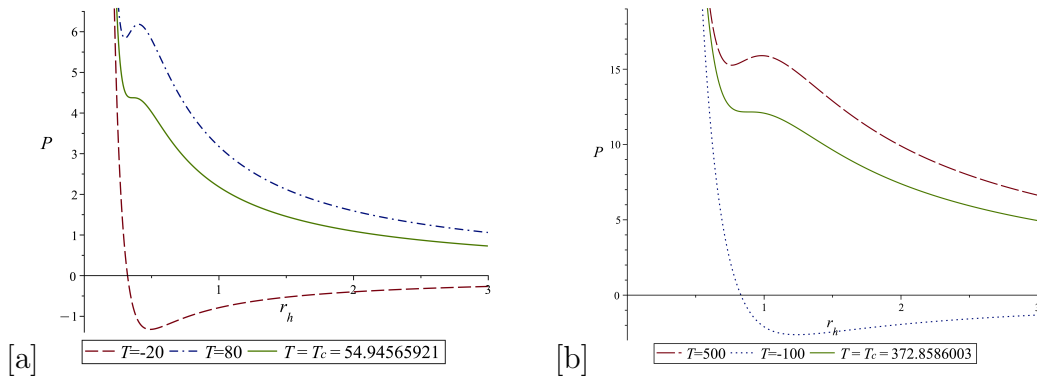 6
5
4
P
3
2
1
0
1
2
3
−1
r_h
[a]
T=-20 T=80 T = T_c = 54.94565921
15
10
P
5
0
1
2
3
r_h
[b]
T=500 T=-100 T = T_c = 372.8586003